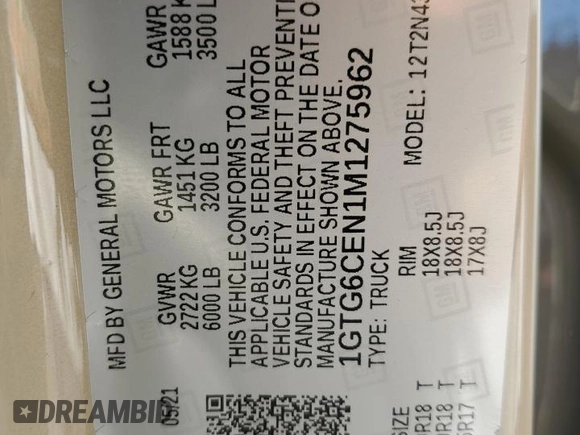 MFD BY GENERAL MOTORS LLC
05/21
GVWR GAWR FRT GAWR
2722 KG 1451 KG 1588 K
6000 LB 3200 LB 3500 L
THIS VEHICLE CONFORMS TO ALL
APPLICABLE U.S. FEDERAL MOTOR
VEHICLE SAFETY AND THEFT PREVENTI
STANDARDS IN EFFECT ON THE DATE O
MANUFACTURE SHOWN ABOVE.
1GTG6CEN1M1275962
TYPE: TRUCK MODEL: 12T2N43
SIZE RIM
R18 T 18X8.5J
R18 T 18X8.5J
R17 T 17X8J
GM
DREAMBID